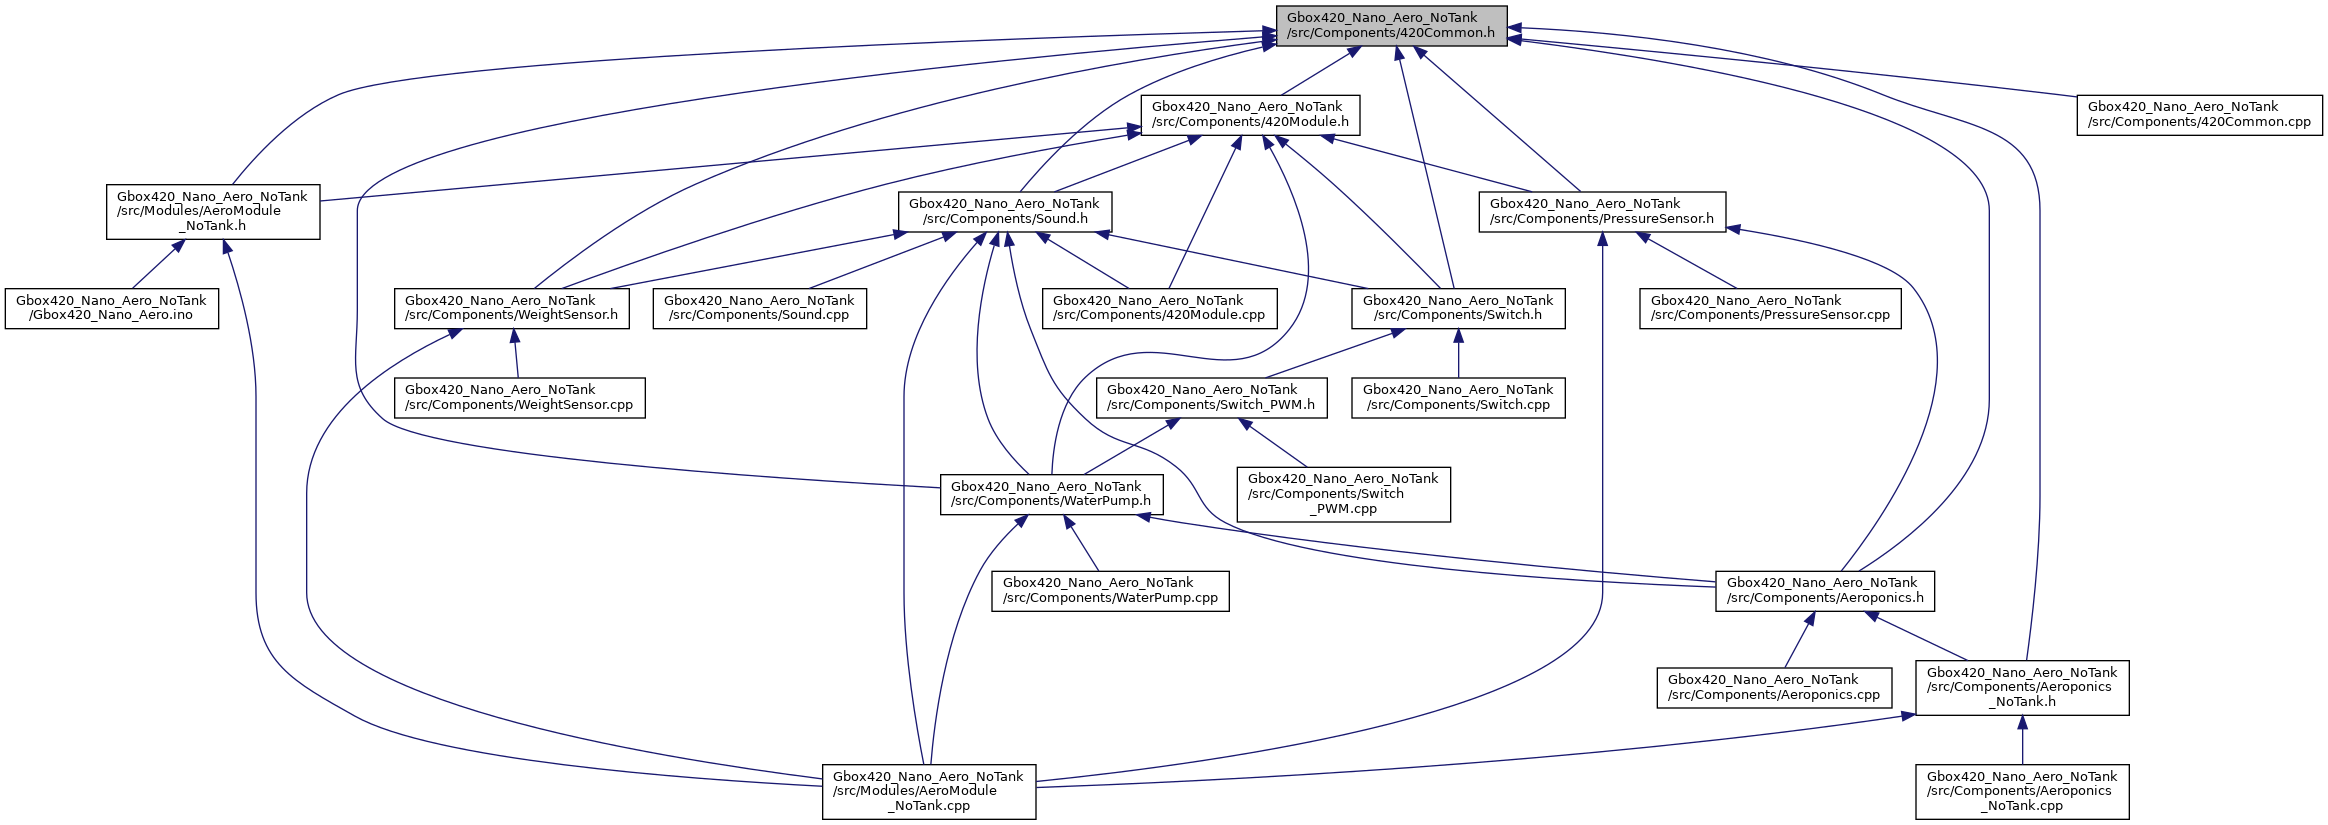 Gbox420_Nano_Aero_NoTank
/src/Components/420Common.h
Gbox420_Nano_Aero_NoTank
/src/Components/420Module.h
Gbox420_Nano_Aero_NoTank
/src/Components/420Common.cpp
Gbox420_Nano_Aero_NoTank
/src/Modules/AeroModule
_NoTank.h
Gbox420_Nano_Aero_NoTank
/src/Components/Sound.h
Gbox420_Nano_Aero_NoTank
/src/Components/PressureSensor.h
Gbox420_Nano_Aero_NoTank
/Gbox420_Nano_Aero.ino
Gbox420_Nano_Aero_NoTank
/src/Components/WeightSensor.h
Gbox420_Nano_Aero_NoTank
/src/Components/Sound.cpp
Gbox420_Nano_Aero_NoTank
/src/Components/420Module.cpp
Gbox420_Nano_Aero_NoTank
/src/Components/Switch.h
Gbox420_Nano_Aero_NoTank
/src/Components/PressureSensor.cpp
Gbox420_Nano_Aero_NoTank
/src/Components/WeightSensor.cpp
Gbox420_Nano_Aero_NoTank
/src/Components/Switch_PWM.h
Gbox420_Nano_Aero_NoTank
/src/Components/Switch.cpp
Gbox420_Nano_Aero_NoTank
/src/Components/WaterPump.h
Gbox420_Nano_Aero_NoTank
/src/Components/Switch
_PWM.cpp
Gbox420_Nano_Aero_NoTank
/src/Components/WaterPump.cpp
Gbox420_Nano_Aero_NoTank
/src/Components/Aeroponics.h
Gbox420_Nano_Aero_NoTank
/src/Components/Aeroponics.cpp
Gbox420_Nano_Aero_NoTank
/src/Components/Aeroponics
_NoTank.h
Gbox420_Nano_Aero_NoTank
/src/Modules/AeroModule
_NoTank.cpp
Gbox420_Nano_Aero_NoTank
/src/Components/Aeroponics
_NoTank.cpp